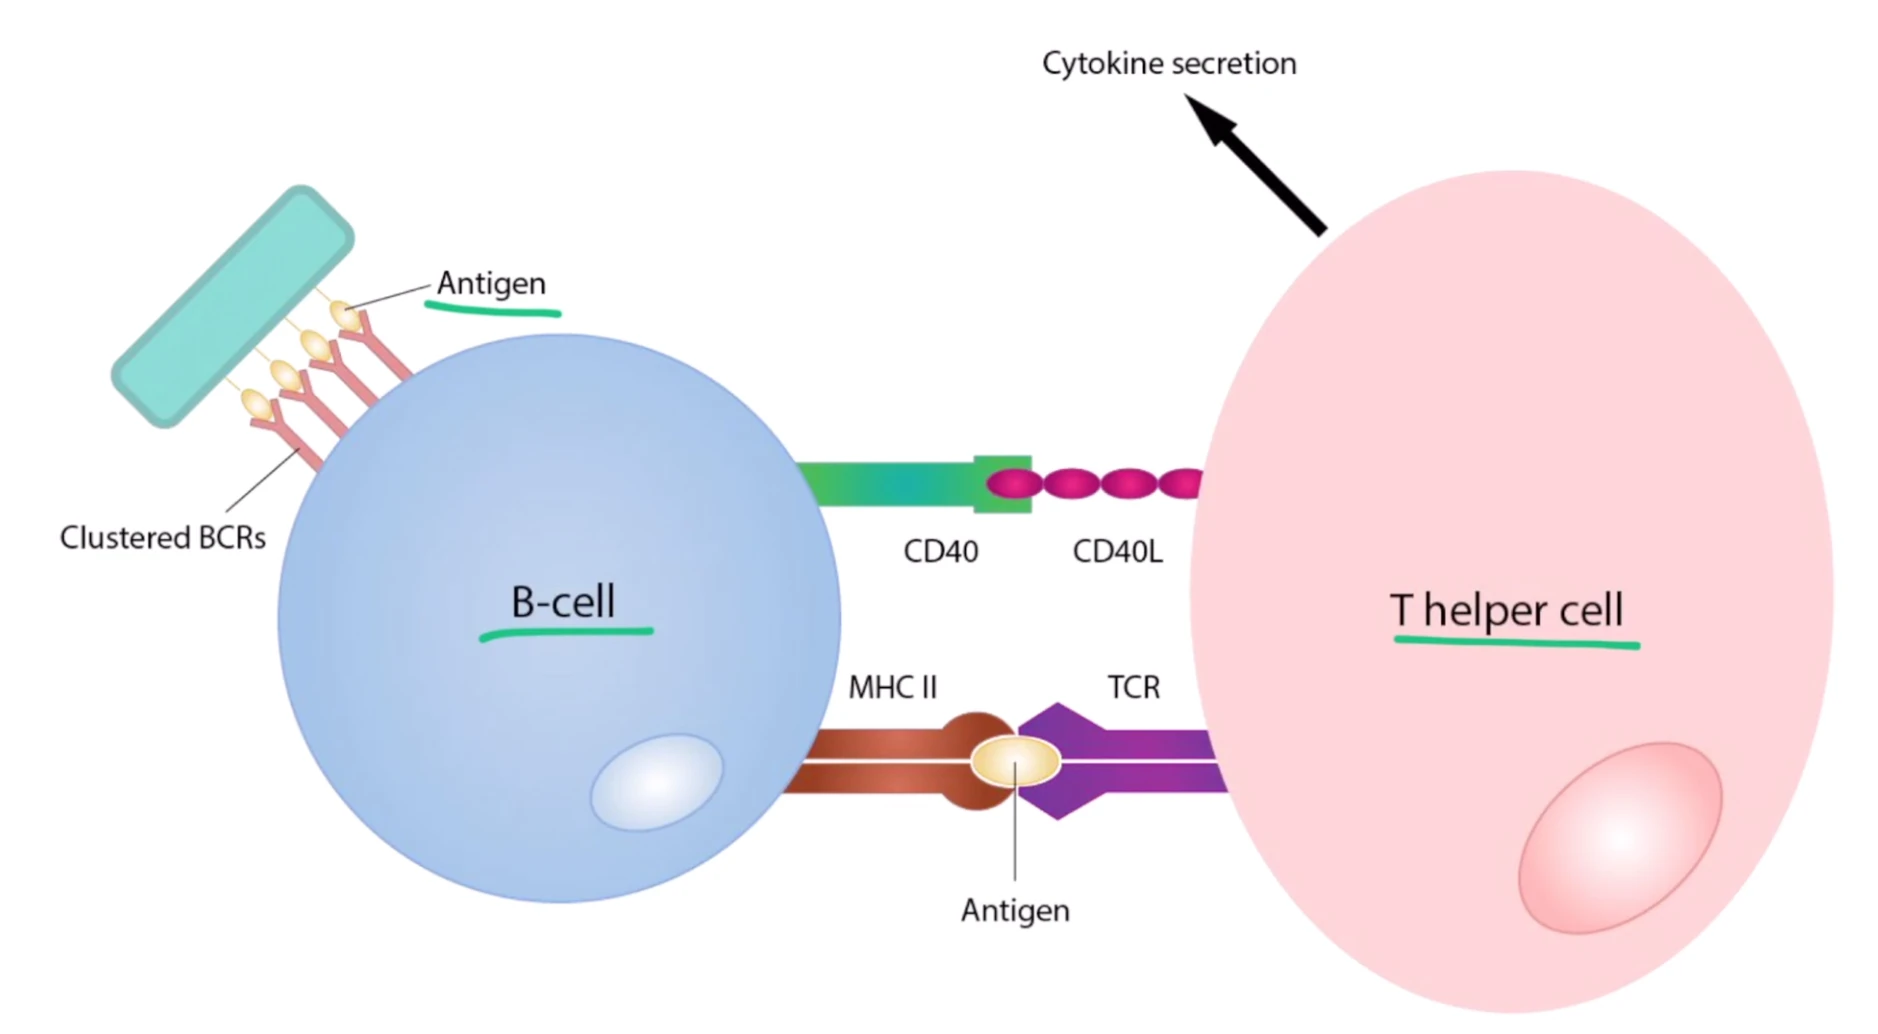 Cytokine secretion
Antigen
Clustered BCRs
CD40
CD40L
B-cell
T helper cell
MHC II
TCR
Antigen